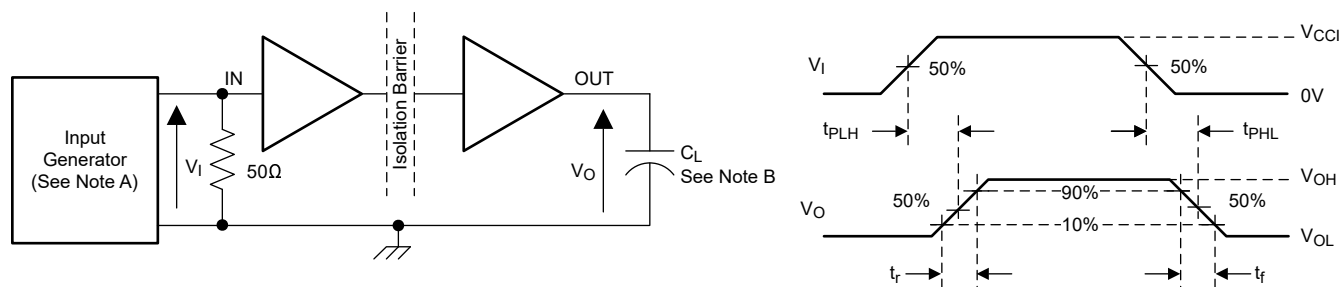 Input
Generator
(See Note A)
V_I
50Ω
IN
Isolation Barrier
OUT
V_O
C_L
See Note B
V_I
50%
50%
V_CCI
0V
t_PLH
t_PHL
V_O
50%
90%
10%
50%
V_OH
V_OL
t_r
t_f